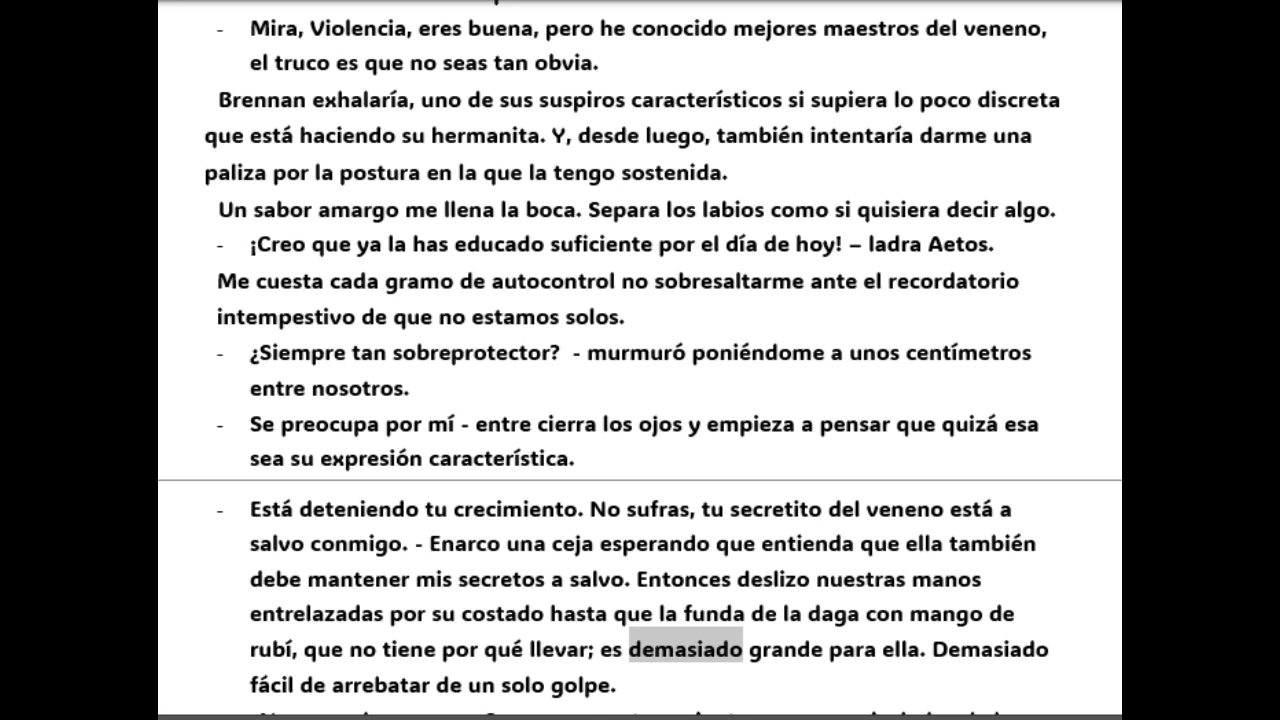 - Mira, Violencia, eres buena, pero he conocido mejores maestros del veneno,
el truco es que no seas tan obvia.
Brennan exhalaría, uno de sus suspiros característicos si supiera lo poco discreta
que está haciendo su hermanita. Y, desde luego, también intentaría darme una
paliza por la postura en la que la tengo sostenida.
Un sabor amargo me llena la boca. Separa los labios como si quisiera decir algo.
- ¡Creo que ya la has educado suficiente por el día de hoy! – ladra Aetos.
Me cuesta cada gramo de autocontrol no sobresaltarme ante el recordatorio
intempestivo de que no estamos solos.
- ¿Siempre tan sobreprotector?  - murmuró poniéndome a unos centímetros
entre nosotros.
- Se preocupa por mí - entre cierra los ojos y empieza a pensar que quizá esa
sea su expresión característica.
- Está deteniendo tu crecimiento. No sufras, tu secretito del veneno está a
salvo conmigo. - Enarco una ceja esperando que entienda que ella también
debe mantener mis secretos a salvo. Entonces deslizo nuestras manos
entrelazadas por su costado hasta que la funda de la daga con mango de
rubí, que no tiene por qué llevar; es demasiado grande para ella. Demasiado
fácil de arrebatar de un solo golpe.